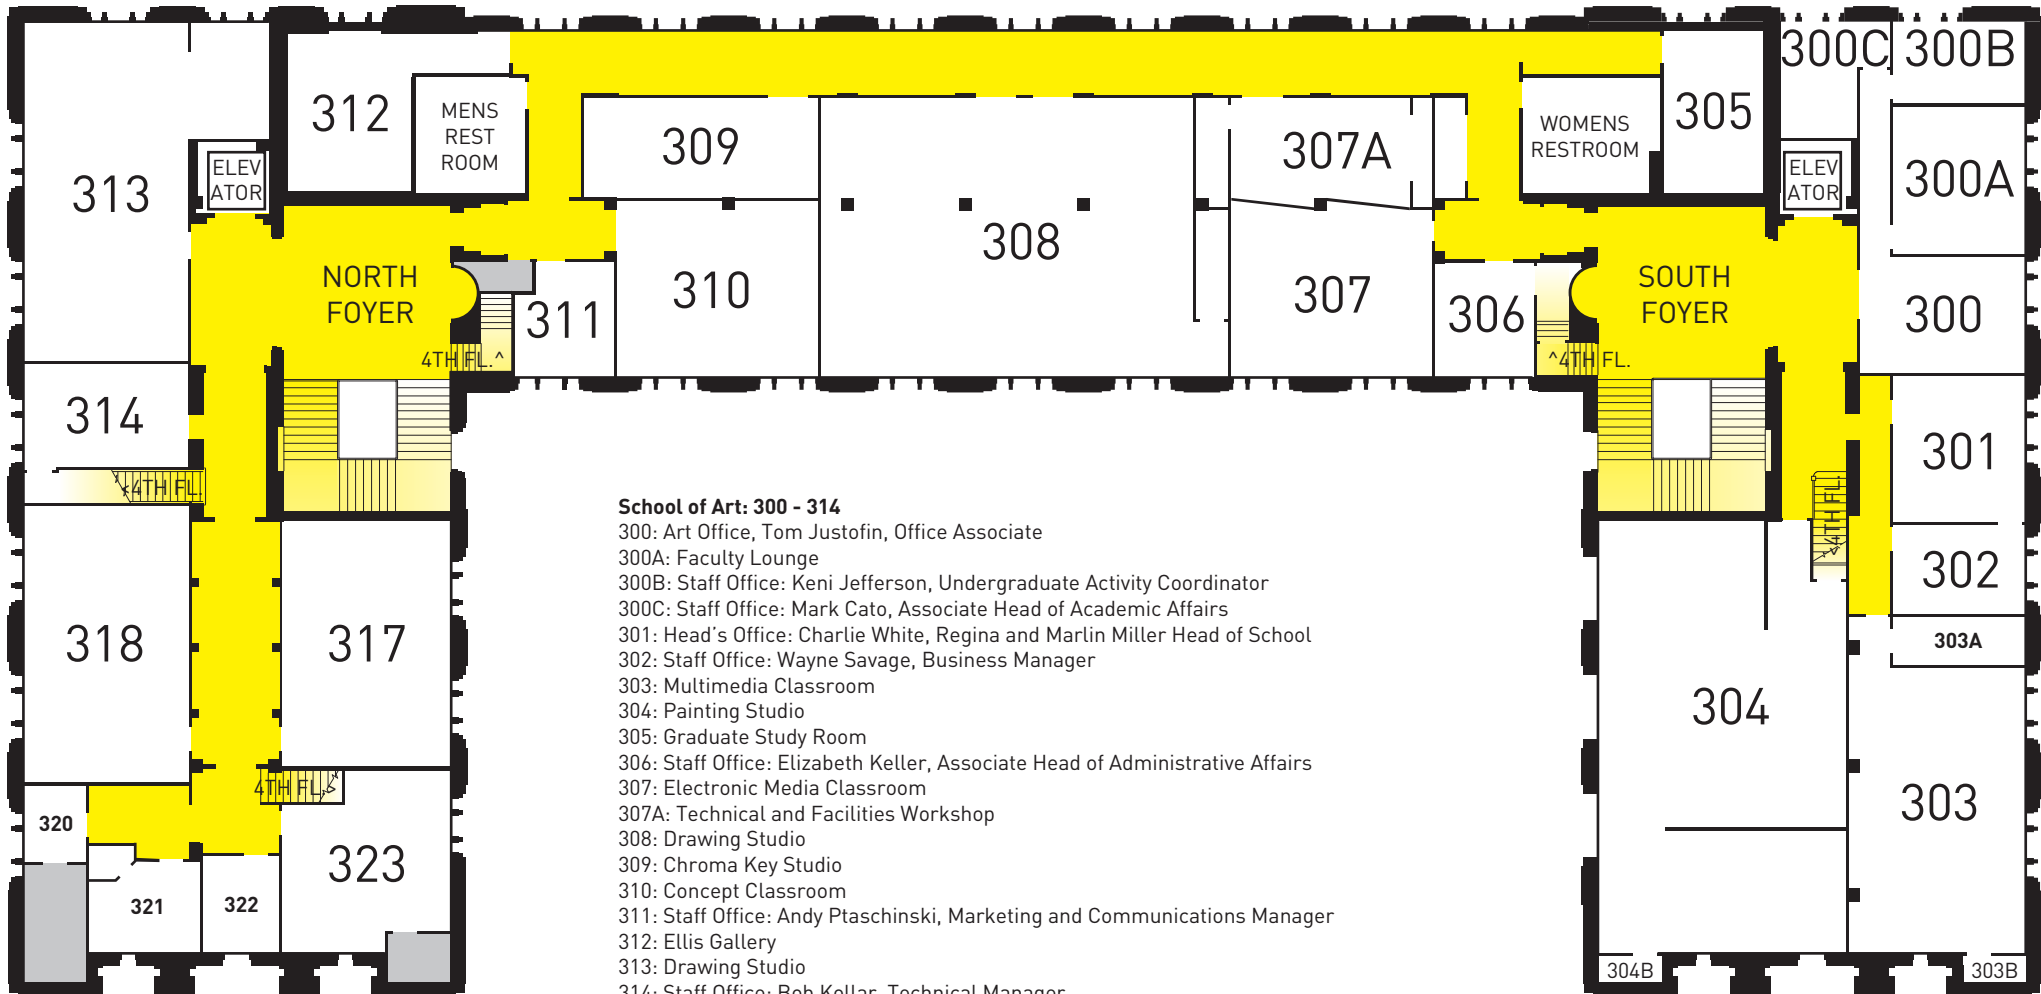 312
MENS
REST
ROOM
309
307A
WOMENS
RESTROOM
305
300C
300B
313
ELEV
ATOR
ELEV
ATOR
300A
NORTH
FOYER
310
308
307
SOUTH
FOYER
311
306
300
4TH FL.^
^4TH FL.
314
<4TH FL.
301
<4TH FL.
302
318
317
303A
304
303
4TH FL.>
320
323
321
322
304B
303B
School of Art: 300 - 314
300: Art Office, Tom Justofin, Office Associate
300A: Faculty Lounge
300B: Staff Office: Keni Jefferson, Undergraduate Activity Coordinator
300C: Staff Office: Mark Cato, Associate Head of Academic Affairs
301: Head's Office: Charlie White, Regina and Marlin Miller Head of School
302: Staff Office: Wayne Savage, Business Manager
303: Multimedia Classroom
304: Painting Studio
305: Graduate Study Room
306: Staff Office: Elizabeth Keller, Associate Head of Administrative Affairs
307: Electronic Media Classroom
307A: Technical and Facilities Workshop
308: Drawing Studio
309: Chroma Key Studio
310: Concept Classroom
311: Staff Office: Andy Ptaschinski, Marketing and Communications Manager
312: Ellis Gallery
313: Drawing Studio
314: Staff Office: Bob Kollar, Technical Manager